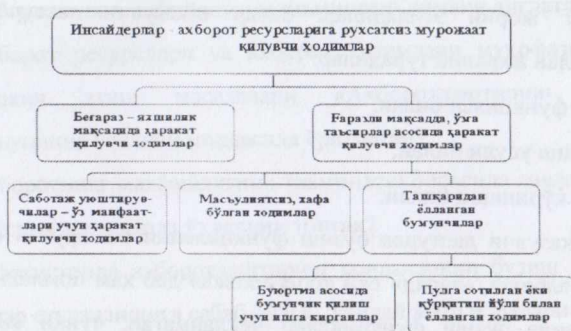 Инсайдерлар - ахборот ресурсларига рухсатсиз мурожаат
қилувчи ходимлар
Беғараз – яхшилик
мақсадида ҳаракат
қилувчи ходимлар
Ғаразли мақсадда, ўзга
таъсирлар асосида ҳаракат
қилувчи ходимлар
Саботаж уюштирув-
чилар – ўз манфаат-
лари учун ҳаракат
қилувчи ходимлар
Масъулиятсиз, хафа
бўлган ходимлар
Ташқаридан
ёлланган
бузғунчилар
Буюртма асосида
бузғунчик қилиш
учун ишга кирганлар
Пулга сотилган ёки
қўрқитиш йўли билан
ёлланган ходимлар